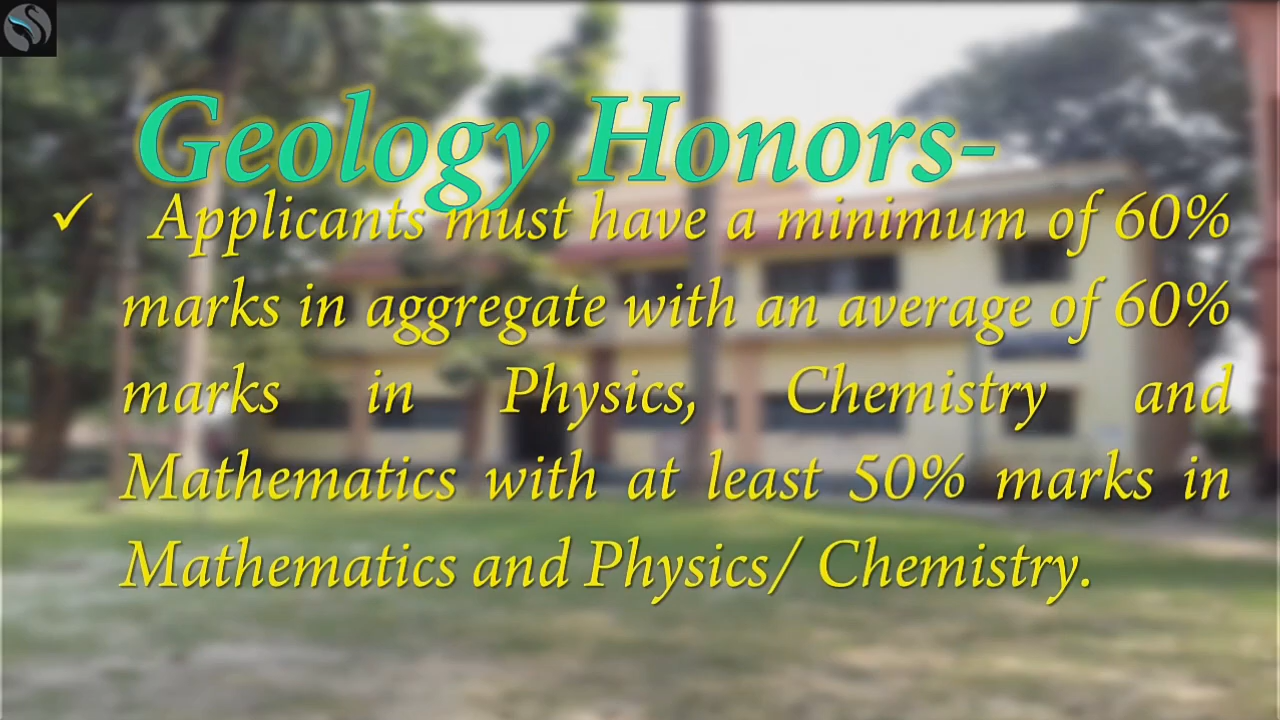 Geology Honors-
✓ Applicants must have a minimum of 60%
marks in aggregate with an average of 60%
marks in Physics, Chemistry and
Mathematics with at least 50% marks in
Mathematics and Physics/ Chemistry.